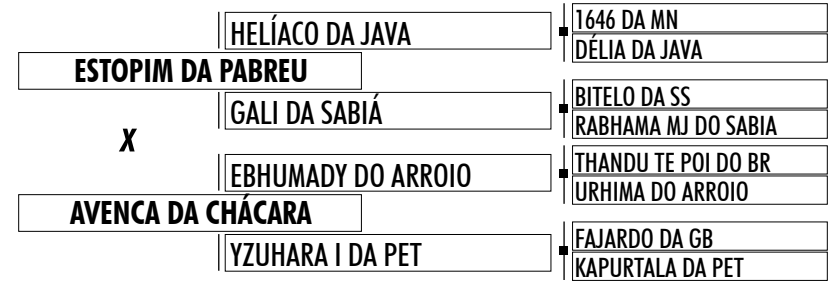 HELÍACO DA JAVA
1646 DA MN
DÉLIA DA JAVA
ESTOPIM DA PABREU
GALI DA SABIÁ
BITELO DA SS
RABHAMA MJ DO SABIA
X
EBHUMADY DO ARROIO
THANDU TE POI DO BR
URHIMA DO ARROIO
AVENCA DA CHÁCARA
YZUHARA I DA PET
FAJARDO DA GB
KAPURTALA DA PET